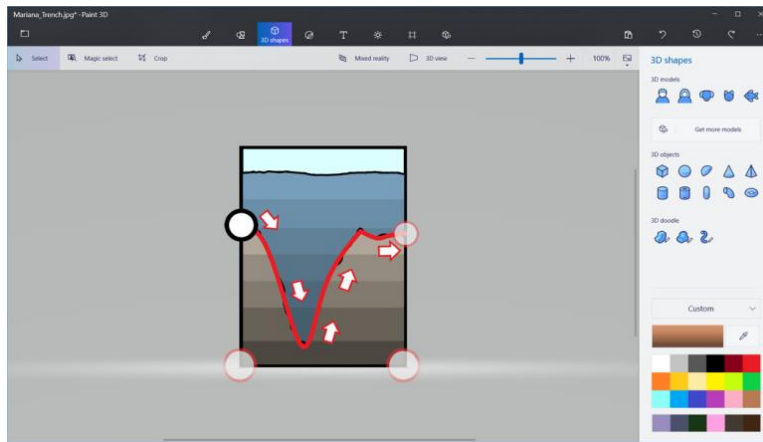 Mariana_Trench.jpg* - Paint 3D
3D shapes
T
Select
Magic select
Crop
Mixed reality
3D view
100%
3D shapes
3D models
Get more models
3D objects
3D doodle
Custom